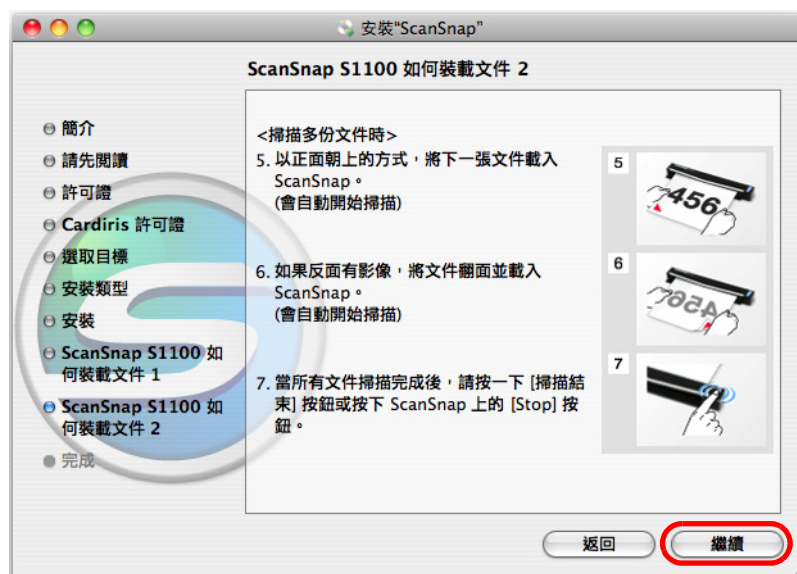 安裝"ScanSnap"
ScanSnap S1100 如何裝載文件 2
簡介
請先閱讀
許可證
Cardiris 許可證
選取目標
安裝類型
安裝
ScanSnap S1100 如
何裝載文件 1
ScanSnap S1100 如
何裝載文件 2
完成
<掃描多份文件時>
5. 以正面朝上的方式，將下一張文件載入
ScanSnap。
(會自動開始掃描)
6. 如果反面有影像，將文件翻面並載入
ScanSnap。
(會自動開始掃描)
7. 當所有文件掃描完成後，請按一下 [掃描結
束] 按鈕或按下 ScanSnap 上的 [Stop] 按
鈕。
5
456
6
456
7
返回
繼續